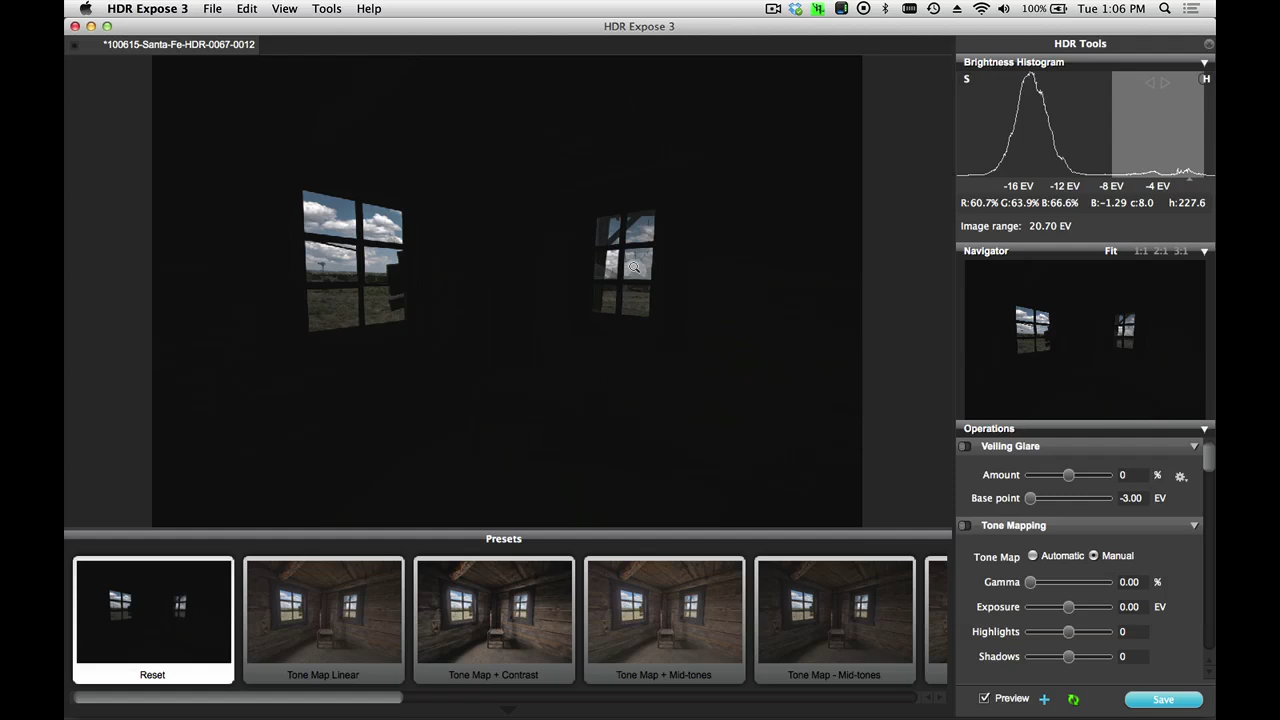 HDR Expose 3 File Edit View Tools Help 100% Tue 1:06 PM
HDR Expose 3
*100615-Santa-Fe-HDR-0067-0012
HDR Tools
Brightness Histogram
S H
-16 EV -12 EV -8 EV -4 EV
R:60.7% G:63.9% B:66.6% B:-1.29 c:8.0 h:227.6
Image range: 20.70 EV
Navigator Fit 1:1 2:1 3:1
Operations
Veiling Glare
Amount 0 %
Base point -3.00 EV
Tone Mapping
Tone Map Automatic Manual
Gamma 0.00 %
Exposure 0.00 EV
Highlights 0
Shadows 0
Preview Save
Presets
Reset Tone Map Linear Tone Map + Contrast Tone Map + Mid-tones Tone Map - Mid-tones